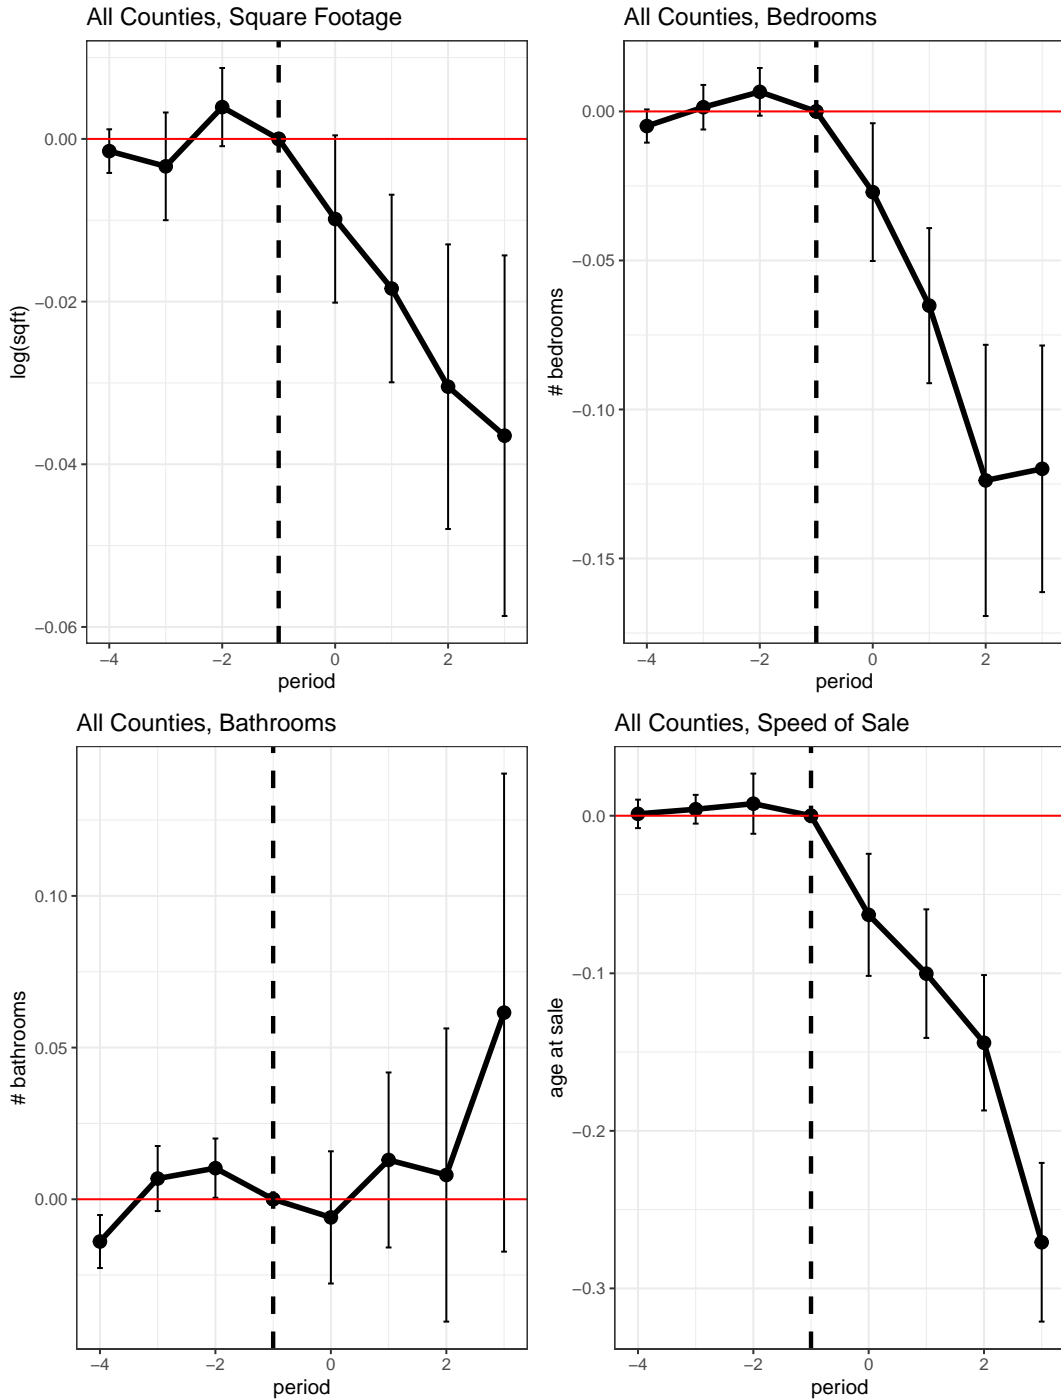 All Counties, Square Footage
0.00
−0.02
−0.04
−0.06
log(sqft)
−4
−2
0
2
period
All Counties, Bedrooms
0.00
−0.05
−0.10
−0.15
# bedrooms
−4
−2
0
2
period
All Counties, Bathrooms
0.10
0.05
0.00
# bathrooms
−4
−2
0
2
period
All Counties, Speed of Sale
0.0
−0.1
−0.2
−0.3
age at sale
−4
−2
0
2
period